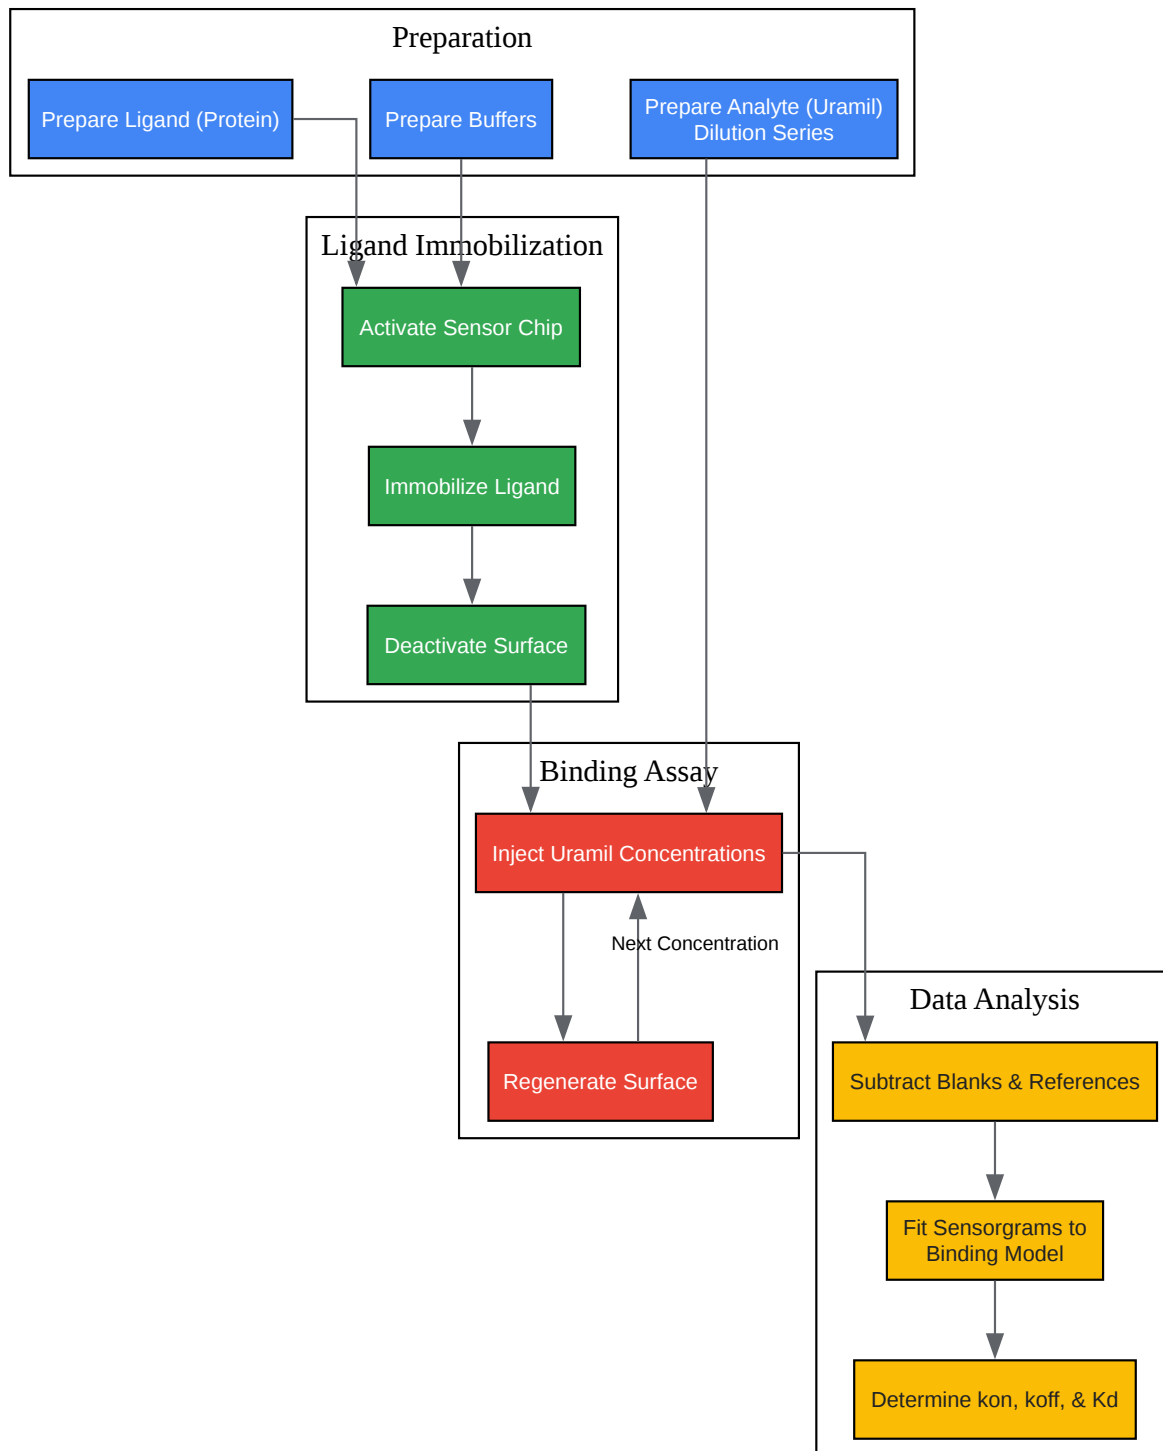 Preparation
Prepare Ligand (Protein)
Prepare Buffers
Prepare Analyte (Uramil)
Dilution Series
Ligand Immobilization
Activate Sensor Chip
Immobilize Ligand
Deactivate Surface
Binding Assay
Inject Uramil Concentrations
Next Concentration
Regenerate Surface
Data Analysis
Subtract Blanks & References
Fit Sensorgrams to
Binding Model
Determine kon, koff, & Kd